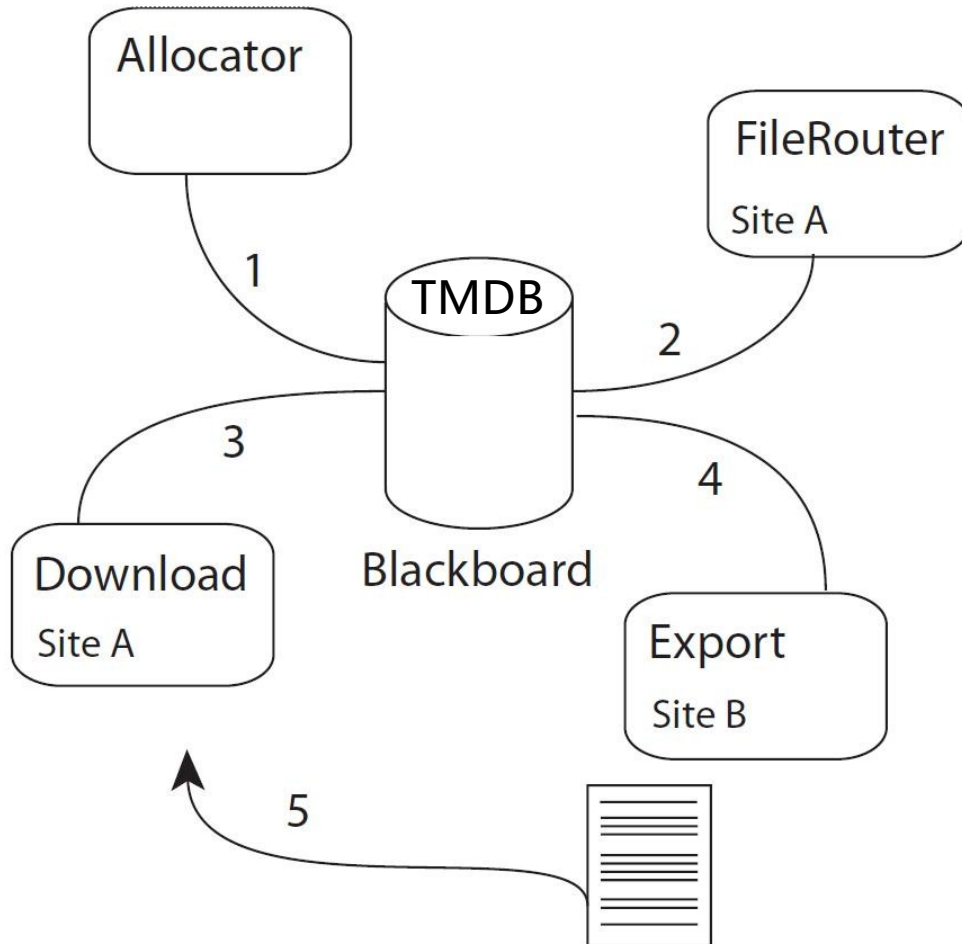 Allocator
FileRouter
Site A
1
TMDB
2
3
4
Download
Site A
Blackboard
Export
Site B
5